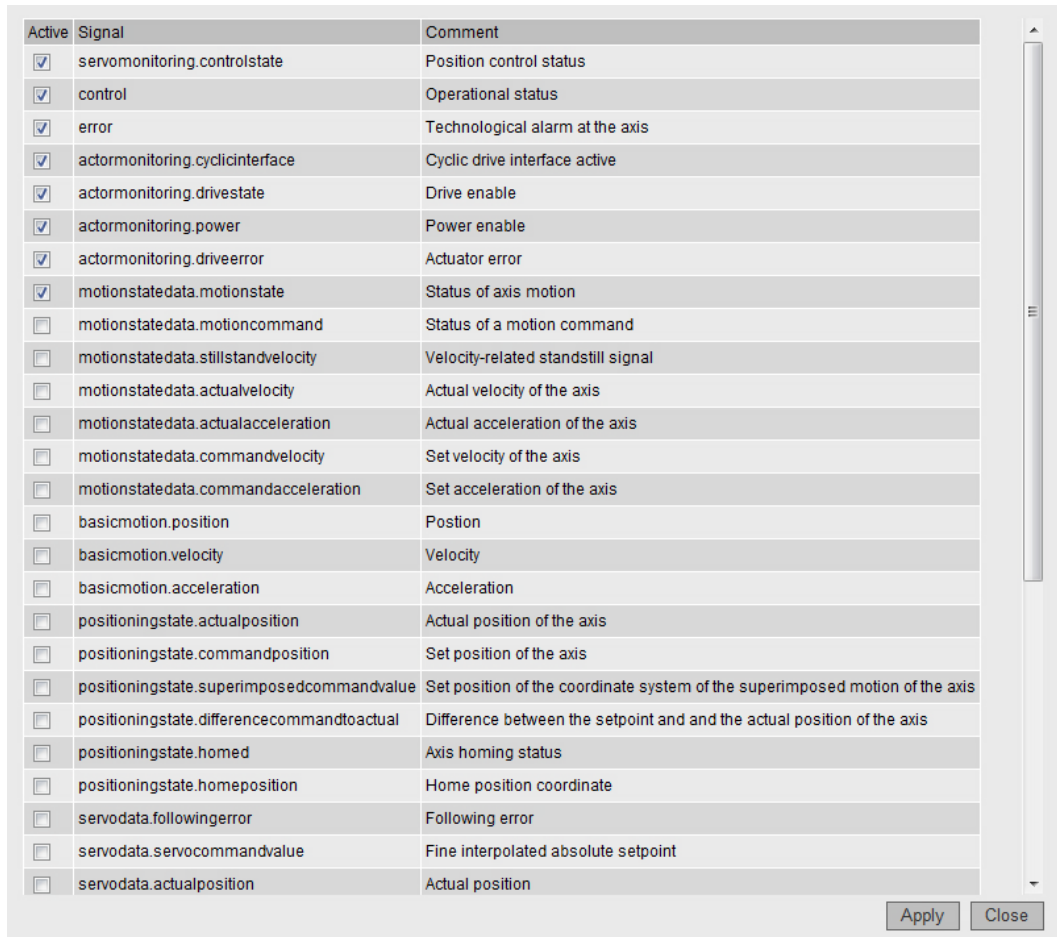 Active Signal Comment
servomonitoring.controlstate Position control status
control Operational status
error Technological alarm at the axis
actormonitoring.cyclicinterface Cyclic drive interface active
actormonitoring.drivestate Drive enable
actormonitoring.power Power enable
actormonitoring.driveerror Actuator error
motionstatedata.motionstate Status of axis motion
motionstatedata.motioncommand Status of a motion command
motionstatedata.stillstandvelocity Velocity-related standstill signal
motionstatedata.actualvelocity Actual velocity of the axis
motionstatedata.actualacceleration Actual acceleration of the axis
motionstatedata.commandvelocity Set velocity of the axis
motionstatedata.commandacceleration Set acceleration of the axis
basicmotion.position Postion
basicmotion.velocity Velocity
basicmotion.acceleration Acceleration
positioningstate.actualposition Actual position of the axis
positioningstate.commandposition Set position of the axis
positioningstate.superimposedcommandvalue Set position of the coordinate system of the superimposed motion of the axis
positioningstate.differencecommandtoactual Difference between the setpoint and and the actual position of the axis
positioningstate.homed Axis homing status
positioningstate.homeposition Home position coordinate
servodata.followingerror Following error
servodata.servocommandvalue Fine interpolated absolute setpoint
servodata.actualposition Actual position
Apply Close